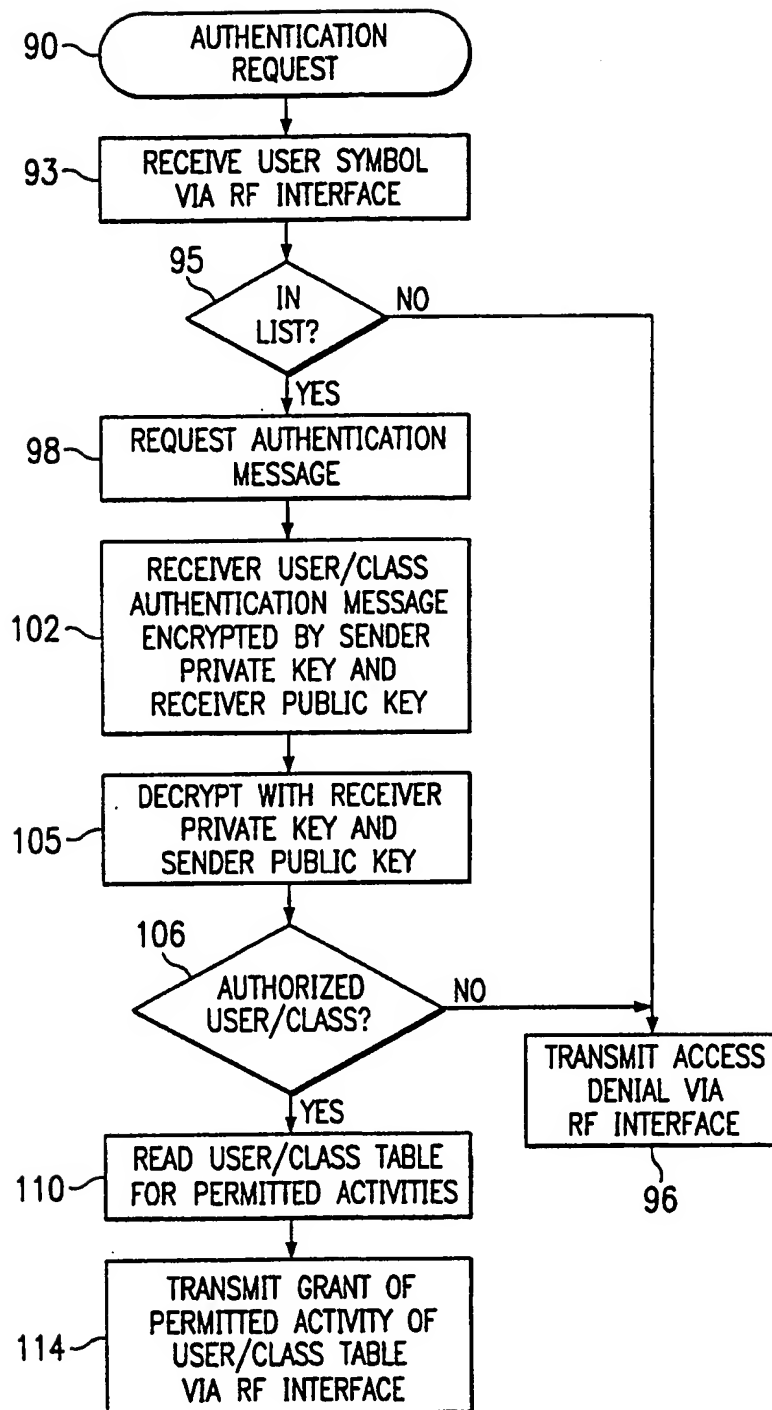 90
AUTHENTICATION
REQUEST
93
RECEIVE USER SYMBOL
VIA RF INTERFACE
95
IN
LIST?
NO
YES
98
REQUEST AUTHENTICATION
MESSAGE
102
RECEIVER USER/CLASS
AUTHENTICATION MESSAGE
ENCRYPTED BY SENDER
PRIVATE KEY AND
RECEIVER PUBLIC KEY
105
DECRYPT WITH RECEIVER
PRIVATE KEY AND
SENDER PUBLIC KEY
106
AUTHORIZED
USER/CLASS?
NO
YES
TRANSMIT ACCESS
DENIAL VIA
RF INTERFACE
96
110
READ USER/CLASS TABLE
FOR PERMITTED ACTIVITIES
114
TRANSMIT GRANT OF
PERMITTED ACTIVITY OF
USER/CLASS TABLE
VIA RF INTERFACE